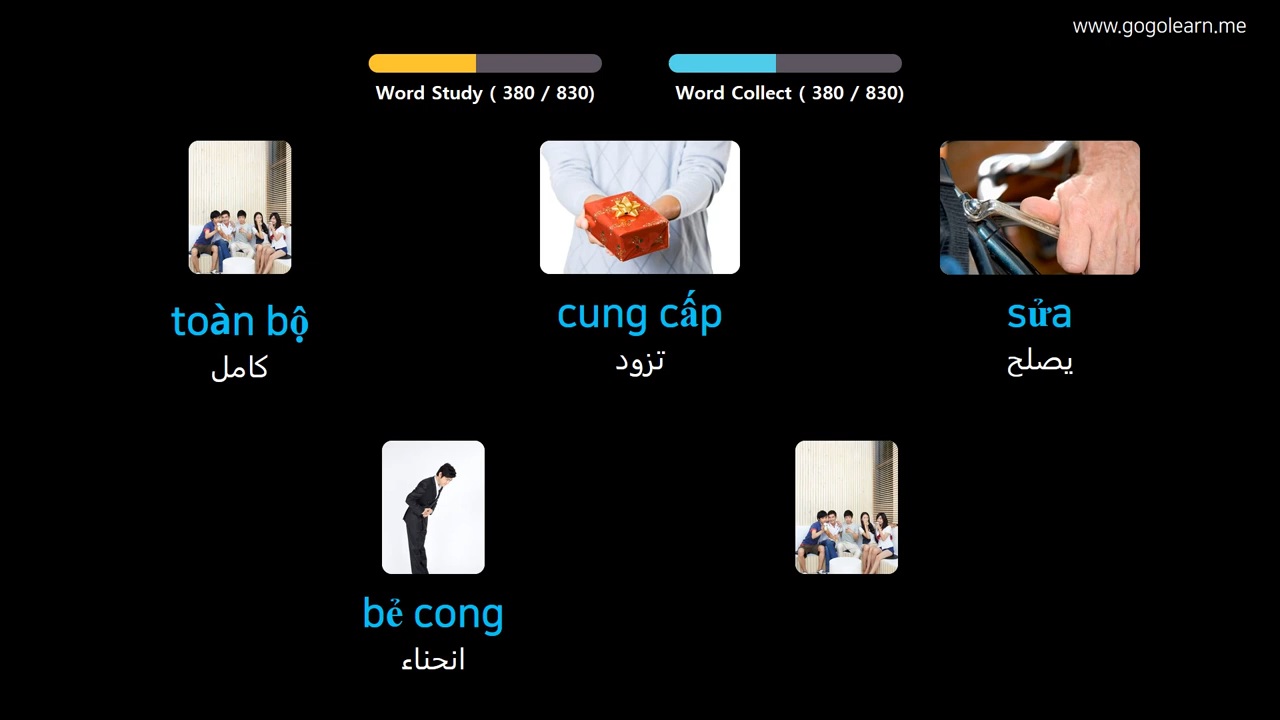 www.gogolearn.me
Word Study ( 380 / 830)
Word Collect ( 380 / 830)
toàn bộ
كامل
cung cấp
تزود
sửa
يصلح
bẻ cong
انحناء